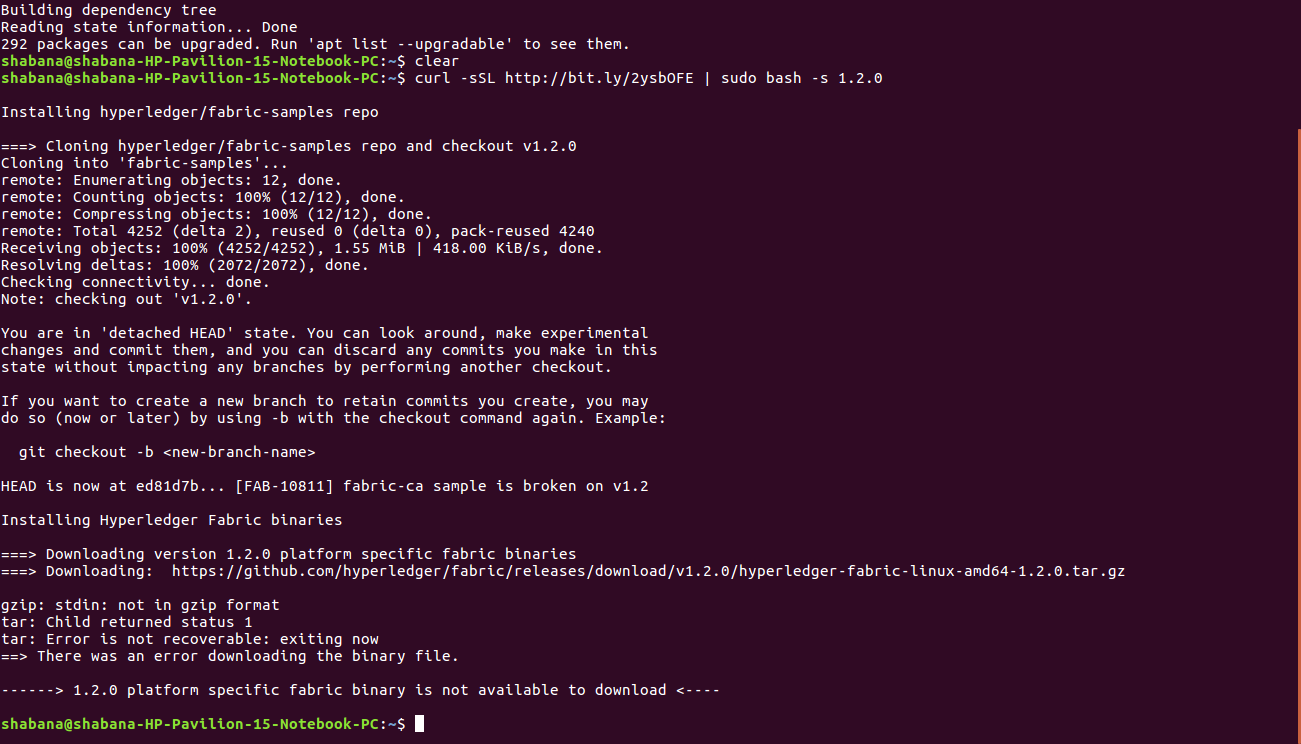 Building dependency tree
Reading state information... Done
292 packages can be upgraded. Run 'apt list --upgradable' to see them.
shabana@shabana-HP-Pavilion-15-Notebook-PC:~$ clear
shabana@shabana-HP-Pavilion-15-Notebook-PC:~$ curl -sSL http://bit.ly/2ysbOFE | sudo bash -s 1.2.0
Installing hyperledger/fabric-samples repo
===> Cloning hyperledger/fabric-samples repo and checkout v1.2.0
Cloning into 'fabric-samples'...
remote: Enumerating objects: 12, done.
remote: Counting objects: 100% (12/12), done.
remote: Compressing objects: 100% (12/12), done.
remote: Total 4252 (delta 2), reused 0 (delta 0), pack-reused 4240
Receiving objects: 100% (4252/4252), 1.55 MiB | 418.00 KiB/s, done.
Resolving deltas: 100% (2072/2072), done.
Checking connectivity... done.
Note: checking out 'v1.2.0'.
You are in 'detached HEAD' state. You can look around, make experimental
changes and commit them, and you can discard any commits you make in this
state without impacting any branches by performing another checkout.
If you want to create a new branch to retain commits you create, you may
do so (now or later) by using -b with the checkout command again. Example:
git checkout -b <new-branch-name>
HEAD is now at ed81d7b... [FAB-10811] fabric-ca sample is broken on v1.2
Installing Hyperledger Fabric binaries
===> Downloading version 1.2.0 platform specific fabric binaries
===> Downloading:  https://github.com/hyperledger/fabric/releases/download/v1.2.0/hyperledger-fabric-linux-amd64-1.2.0.tar.gz
gzip: stdin: not in gzip format
tar: Child returned status 1
tar: Error is not recoverable: exiting now
==> There was an error downloading the binary file.
------> 1.2.0 platform specific fabric binary is not available to download <----
shabana@shabana-HP-Pavilion-15-Notebook-PC:~$